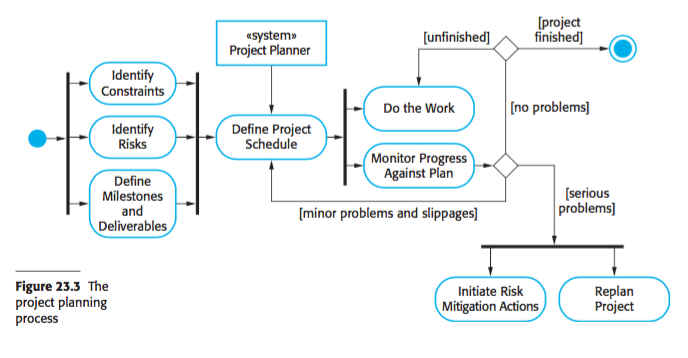 «system»
Project Planner
[unfinished]
[project
finished]
Identify
Constraints
Identify
Risks
Define
Milestones
and
Deliverables
Define Project
Schedule
Do the Work
Monitor Progress
Against Plan
[no problems]
[minor problems and slippages]
[serious
problems]
Initiate Risk
Mitigation Actions
Replan
Project
Figure 23.3 The
project planning
process